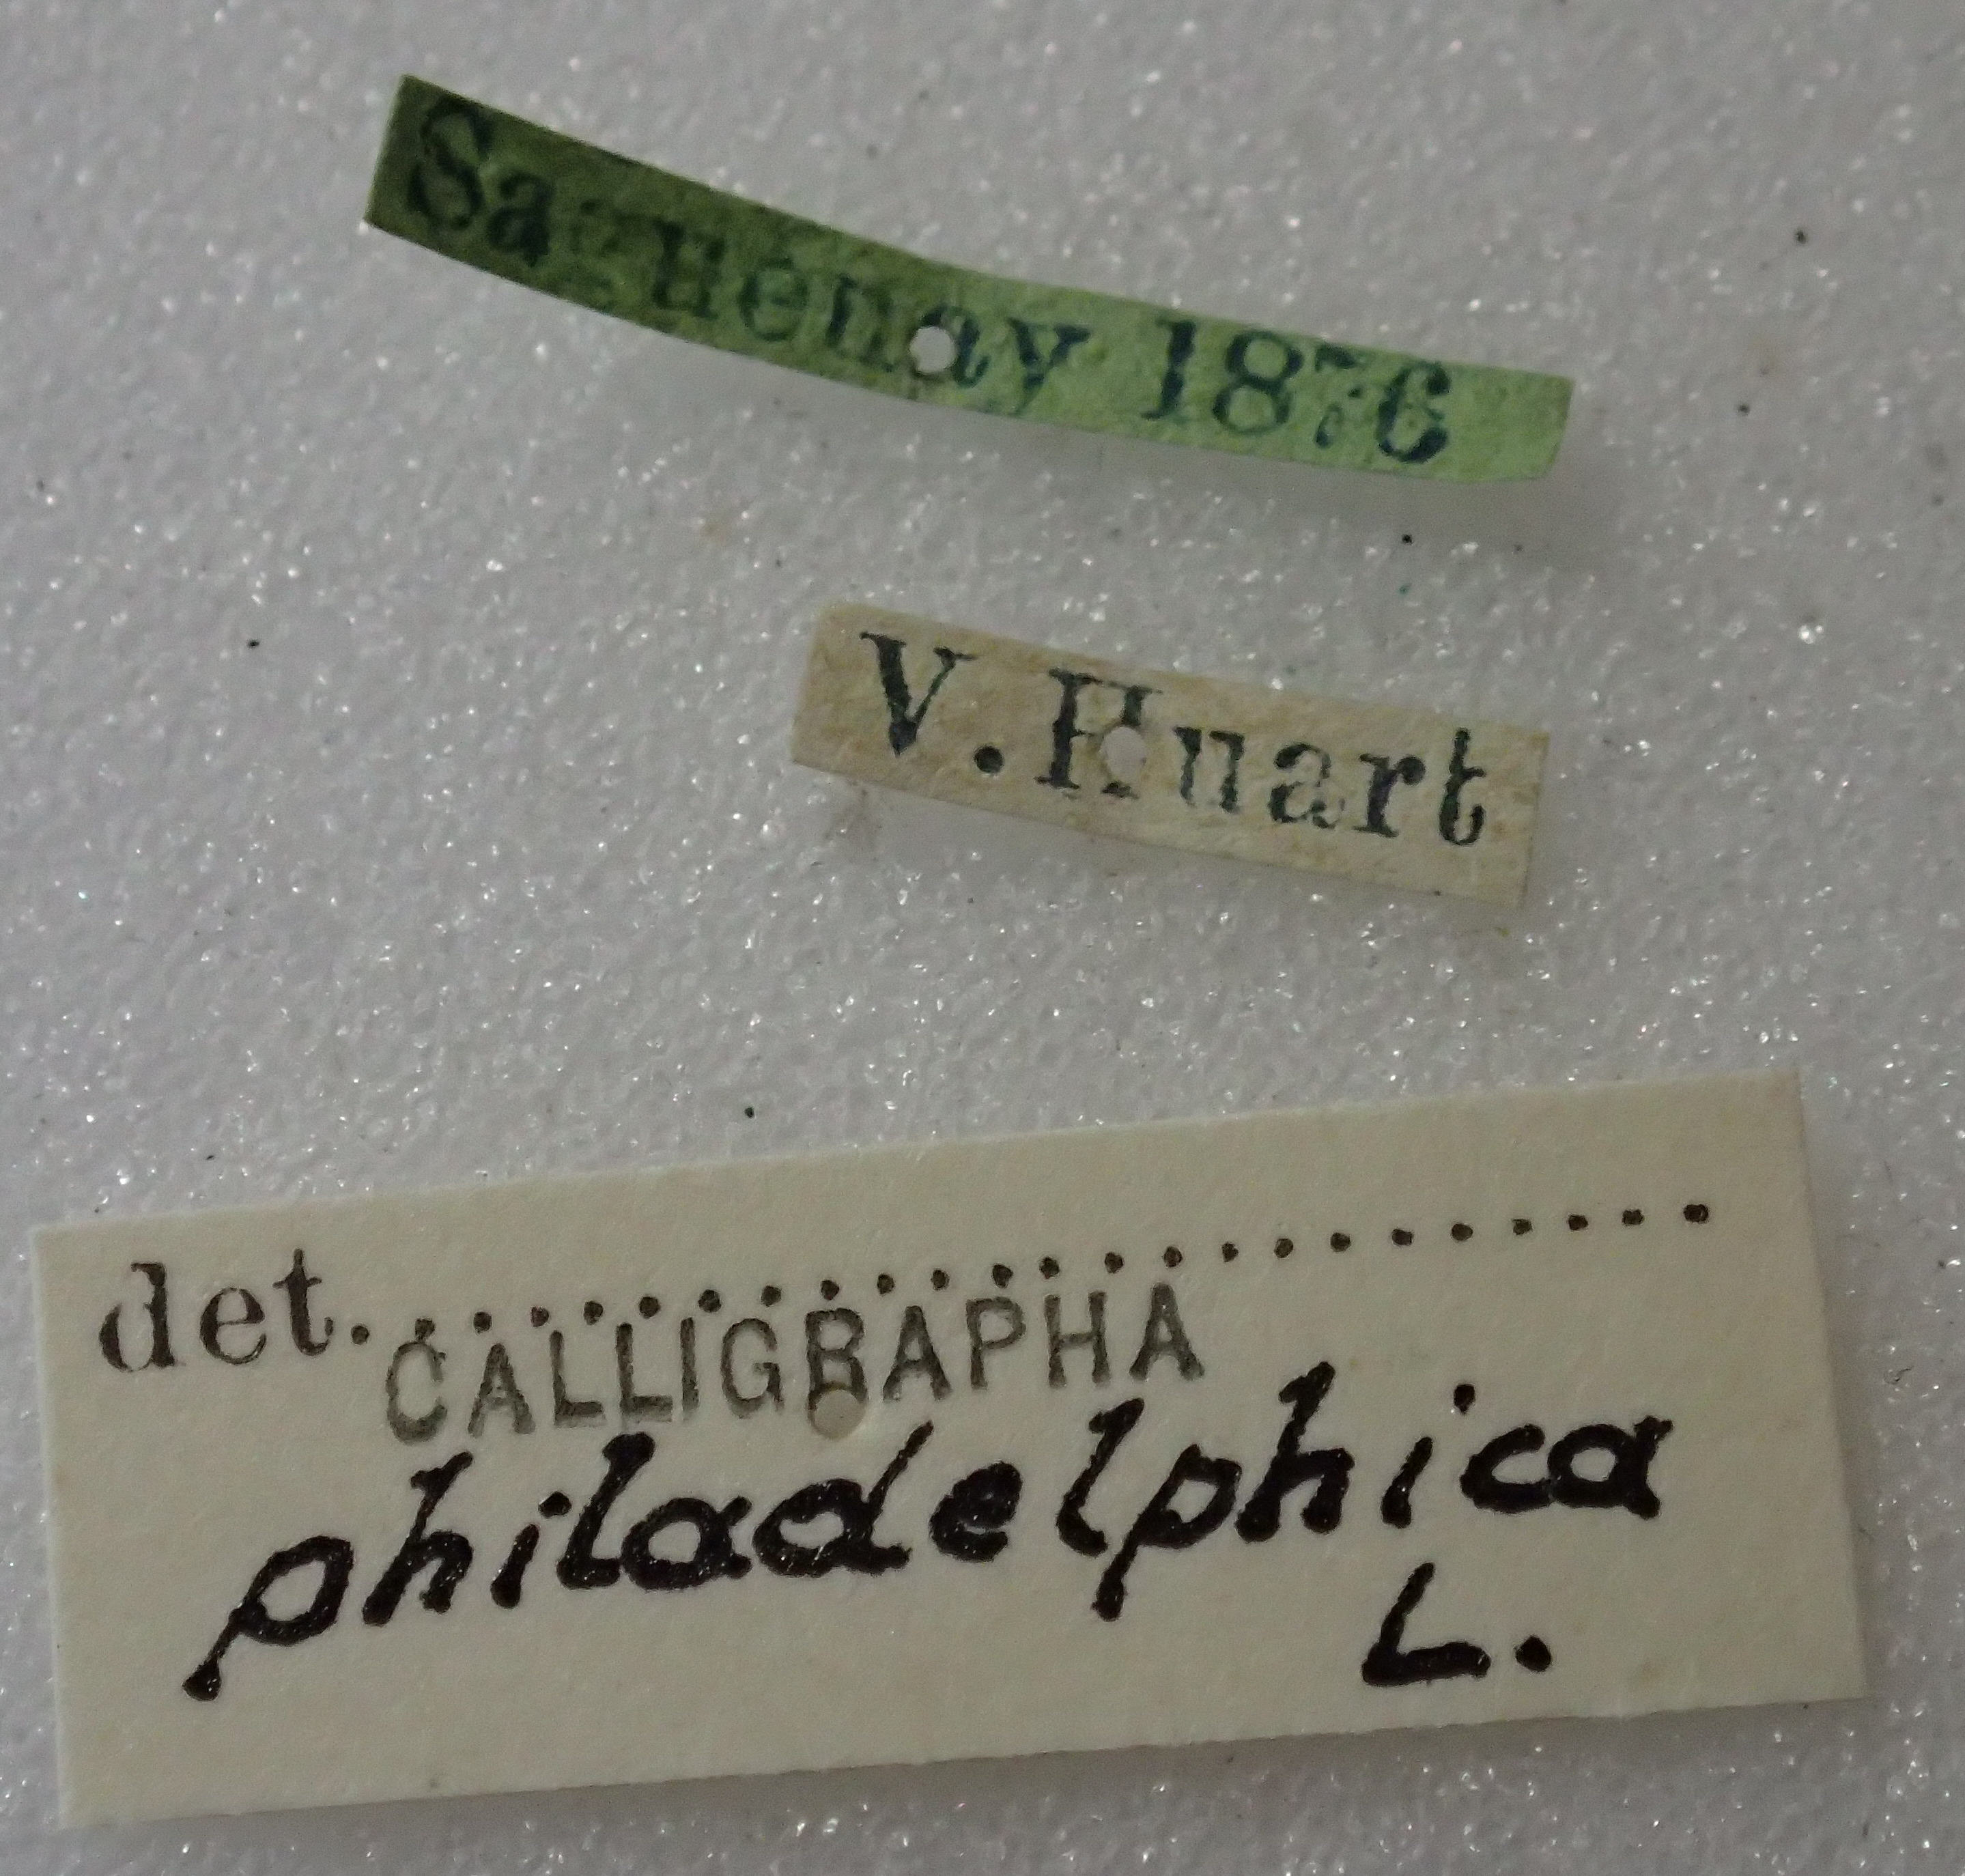 Saguenay 1876
V. Huart
det. ........................
CALLIGRAPHA
philadelphica
L.